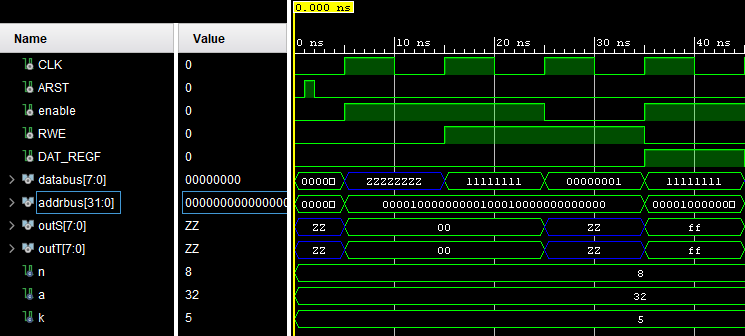 0.000 ns
Name Value 0 ns 10 ns 20 ns 30 ns 40 ns
CLK 0
ARST 0
enable 0
RWE 0
DAT_REGF 0
databus[7:0] 00000000 0000□ ZZZZZZZZ 11111111 00000001 11111111
addrbus[31:0] 0000000000000000 0000□ 00001000000000100010000000000000 00001000000□
outS[7:0] ZZ ZZ 00 ZZ ff
outT[7:0] ZZ ZZ 00 ZZ ff
n 8 8
a 32 32
k 5 5